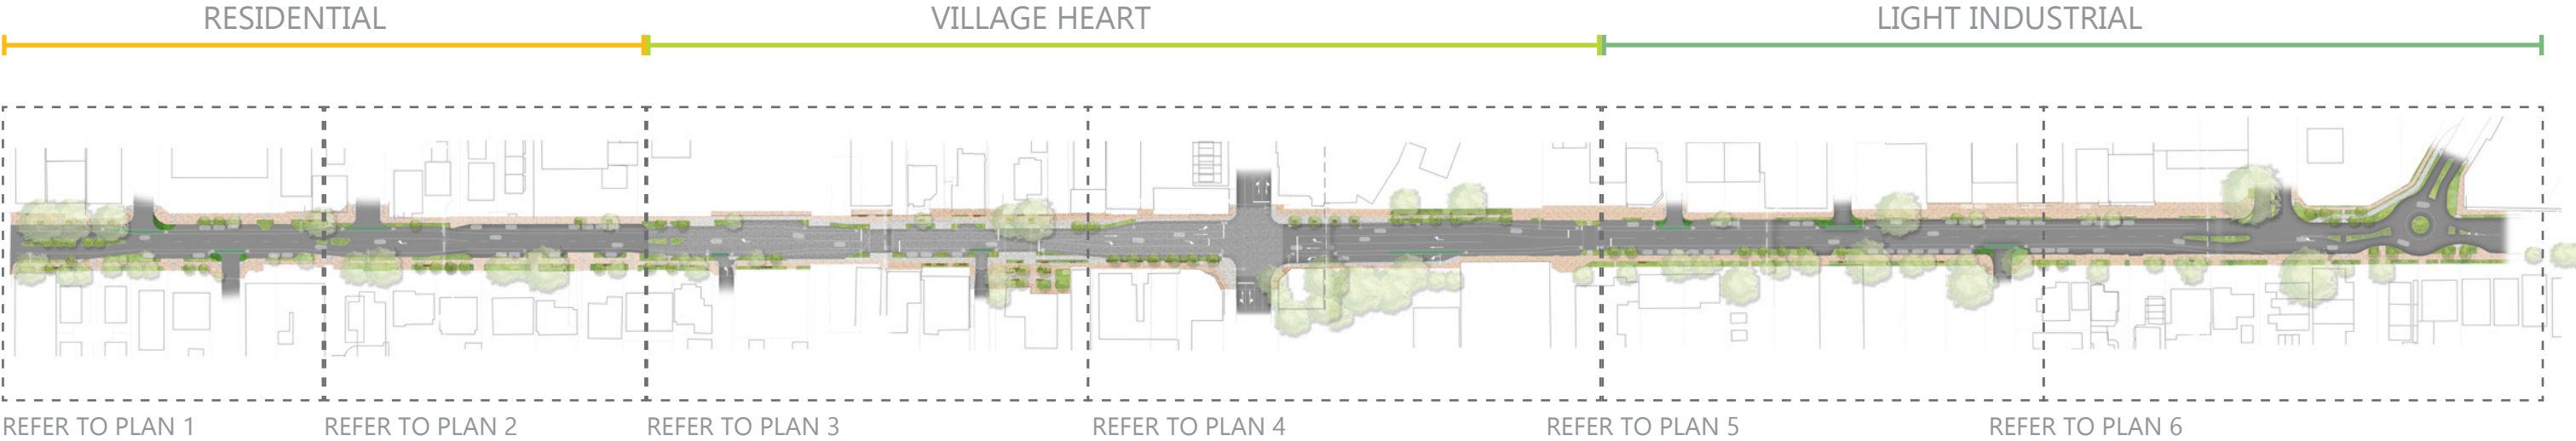 RESIDENTIAL
VILLAGE HEART
LIGHT INDUSTRIAL
REFER TO PLAN 1
REFER TO PLAN 2
REFER TO PLAN 3
REFER TO PLAN 4
REFER TO PLAN 5
REFER TO PLAN 6